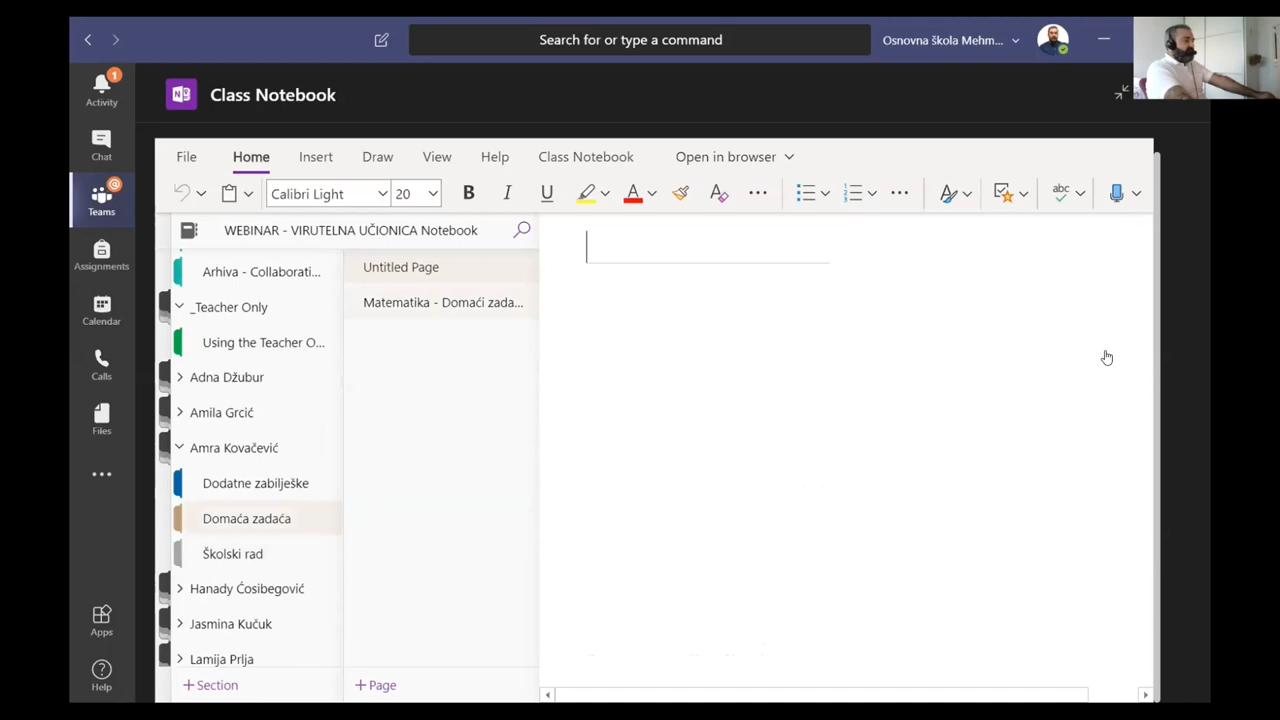 Search for or type a command
Osnovna škola Mehm...
1
Activity
Chat
Teams
Assignments
Calendar
Calls
Files
Apps
Help
Class Notebook
File Home Insert Draw View Help Class Notebook Open in browser
Calibri Light 20 B I U A A abc
WEBINAR - VIRUTELNA UČIONICA Notebook
Arhiva - Collaborati...
_Teacher Only
Using the Teacher O...
Adna Džubur
Amila Grcić
Amra Kovačević
Dodatne zabilješke
Domaća zadaća
Školski rad
Hanady Ćosibegović
Jasmina Kučuk
Lamija Prlja
+ Section
Untitled Page
Matematika - Domaći zada...
+ Page